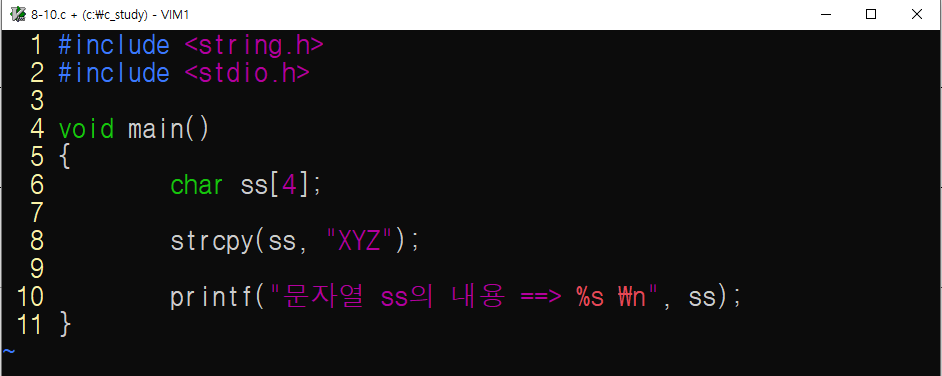 8-10.c + (c:₩c_study) - VIM1
1 #include <string.h>
2 #include <stdio.h>
3
4 void main()
5 {
6 char ss[4];
7
8 strcpy(ss, "XYZ");
9
10 printf("문자열 ss의 내용 ==> %s ₩n", ss);
11 }
~